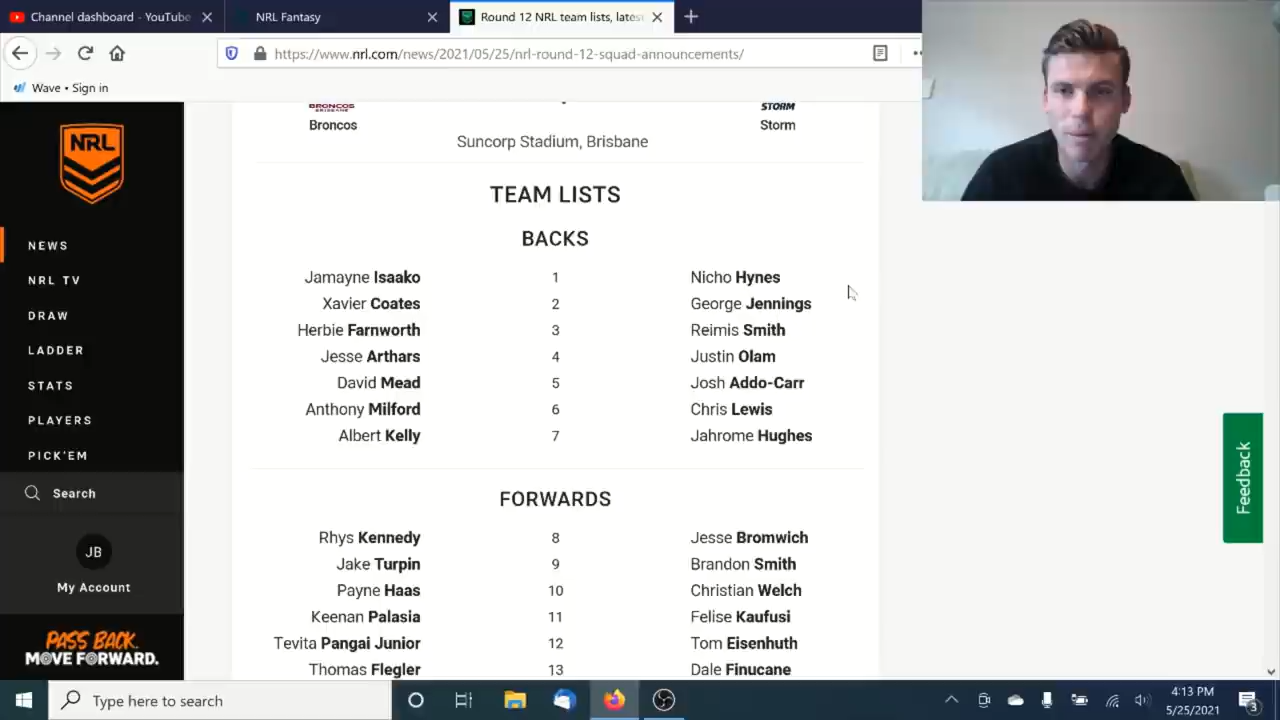 Channel dashboard - YouTube
NRL Fantasy
Round 12 NRL team lists, lates
https://www.nrl.com/news/2021/05/25/nrl-round-12-squad-announcements/
Wave • Sign in
NRL
NEWS
NRL TV
DRAW
LADDER
STATS
PLAYERS
PICK'EM
Search
JB
My Account
PASS BACK.
MOVE FORWARD.
BRONCOS
BRISBANE
STORM
Broncos
Storm
Suncorp Stadium, Brisbane
TEAM LISTS
BACKS
Jamayne Isaako 1 Nicho Hynes
Xavier Coates 2 George Jennings
Herbie Farnworth 3 Reimis Smith
Jesse Arthars 4 Justin Olam
David Mead 5 Josh Addo-Carr
Anthony Milford 6 Chris Lewis
Albert Kelly 7 Jahrome Hughes
FORWARDS
Rhys Kennedy 8 Jesse Bromwich
Jake Turpin 9 Brandon Smith
Payne Haas 10 Christian Welch
Keenan Palasia 11 Felise Kaufusi
Tevita Pangai Junior 12 Tom Eisenhuth
Thomas Flegler 13 Dale Finucane
Feedback
Type here to search
4:13 PM
5/25/2021
3